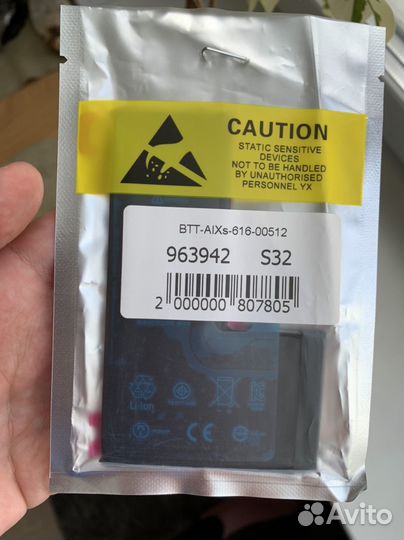 CAUTION
STATIC SENSITIVE
DEVICES
NOT TO BE HANDLED
BY UNAUTHORISED
PERSONNEL YX
BTT-AIXs-616-00512
963942 S32
2 000000 807805
Li-ion
CE
Avito